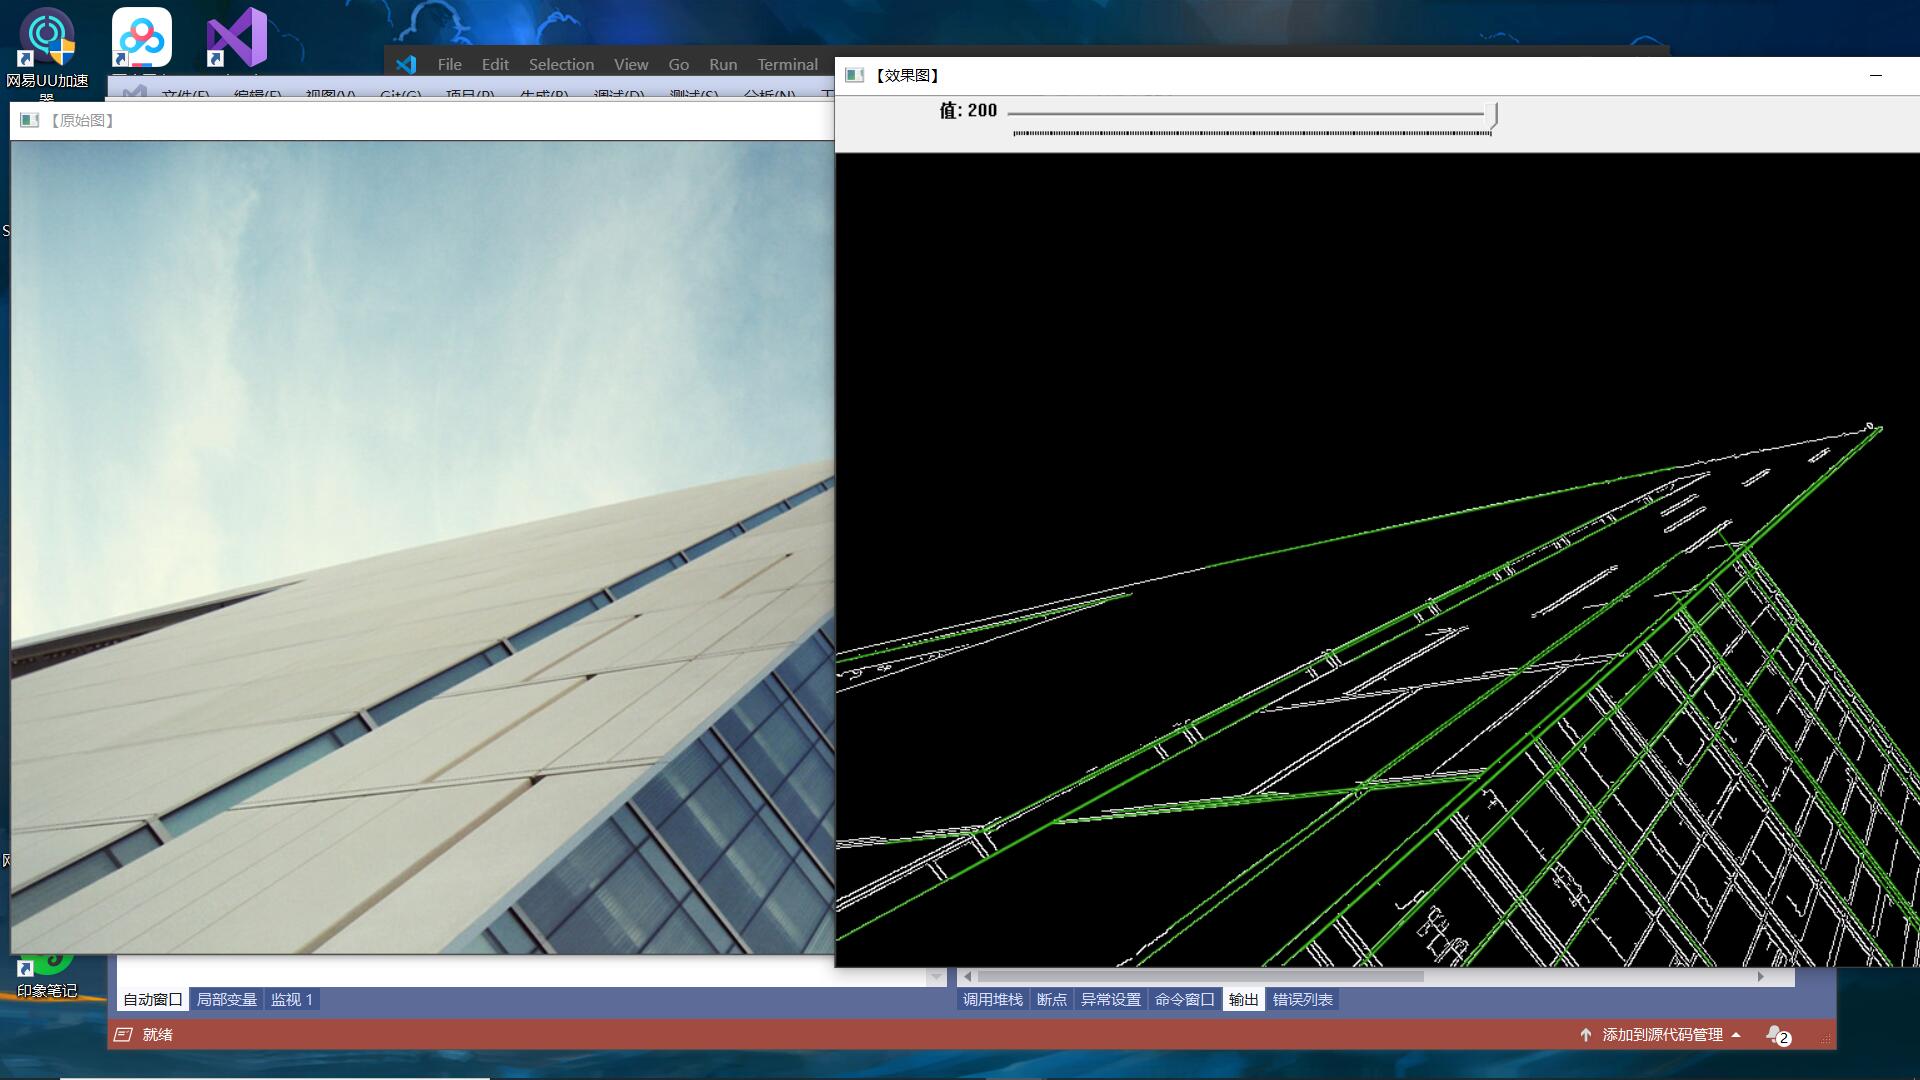 网易UU加速
器
File Edit Selection View Go Run Terminal
文件(F) 编辑(E) 视图(V) Git(G) 项目(P) 生成(B) 调试(D) 测试(S) 分析(N)
【原始图】
【效果图】
值: 200
印象笔记
自动窗口 局部变量 监视 1
调用堆栈 断点 异常设置 命令窗口 输出 错误列表
就绪
添加到源代码管理
2